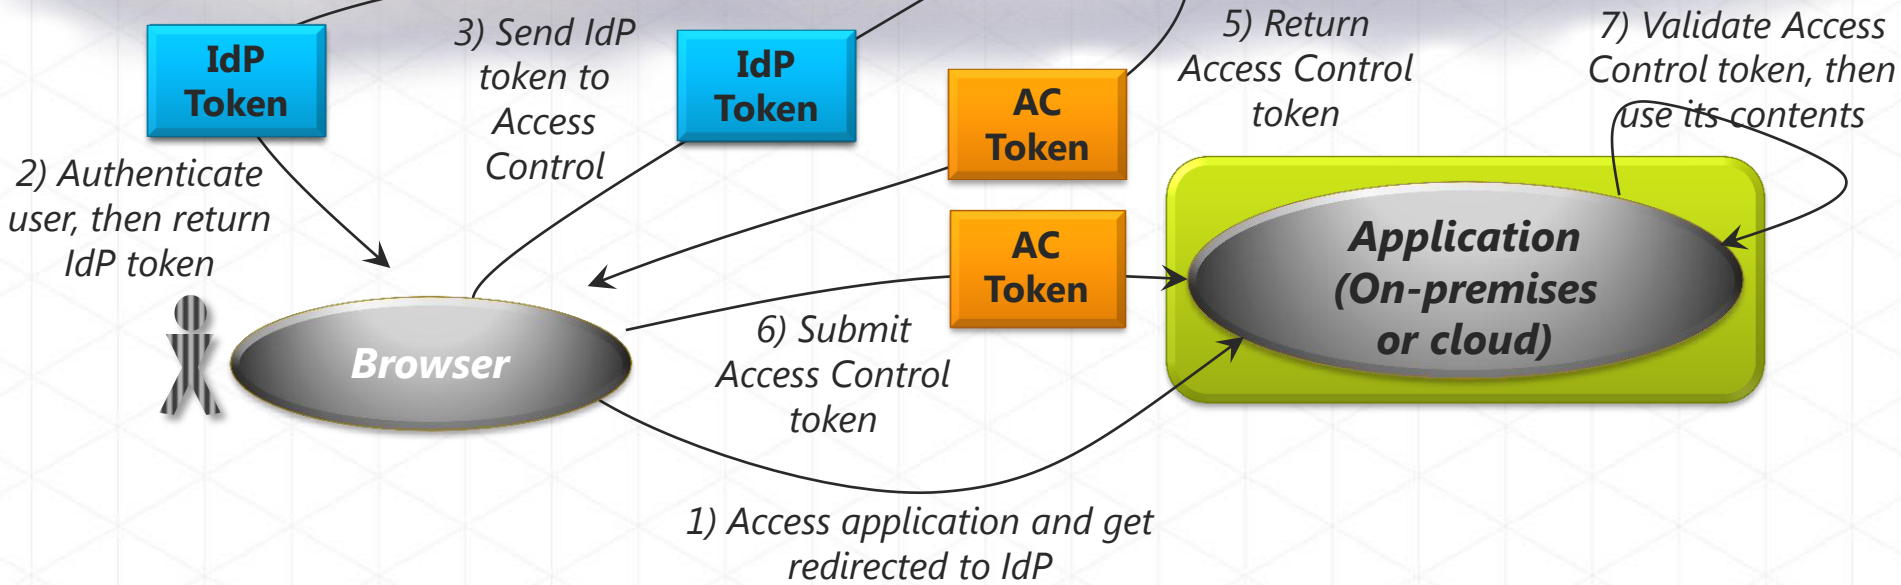 IdP
Token
3) Send IdP
token to
Access
Control
IdP
Token
AC
Token
5) Return
Access Control
token
7) Validate Access
Control token, then
use its contents
2) Authenticate
user, then return
IdP token
AC
Token
Application
(On-premises
or cloud)
Browser
6) Submit
Access Control
token
1) Access application and get
redirected to IdP